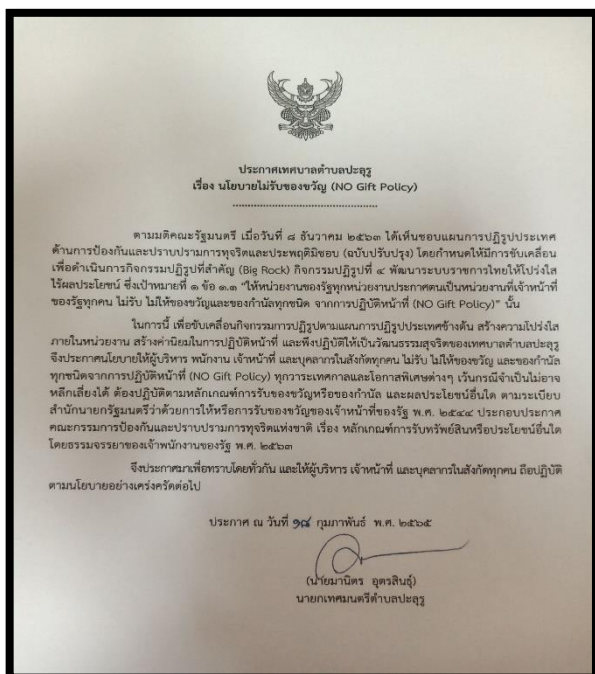 ประกาศเทศบาลตำบลปะลุรู
เรื่อง นโยบายไม่รับของขวัญ (NO Gift Policy)
ตามมติคณะรัฐมนตรี เมื่อวันที่ ๘ ธันวาคม ๒๕๖๓ ได้เห็นชอบแผนการปฏิรูปประเทศ
ด้านการป้องกันและปราบปรามการทุจริตและประพฤติมิชอบ (ฉบับปรับปรุง) โดยกำหนดให้มีการขับเคลื่อน
เพื่อดำเนินการกิจกรรมปฏิรูปที่สำคัญ (Big Rock) กิจกรรมปฏิรูปที่ ๔ พัฒนาระบบราชการไทยให้โปร่งใส
ไร้ผลประโยชน์ ซึ่งเป้าหมายที่ ๑ ข้อ ๑.๑ "ให้หน่วยงานของรัฐทุกหน่วยงานประกาศตนเป็นหน่วยงานที่เจ้าหน้าที่
ของรัฐทุกคน ไม่รับ ไม่ให้ของขวัญและของกำนัลทุกชนิด จากการปฏิบัติหน้าที่ (NO Gift Policy)" นั้น
ในการนี้ เพื่อขับเคลื่อนกิจกรรมการปฏิรูปตามแผนการปฏิรูปประเทศข้างต้น สร้างความโปร่งใส
ภายในหน่วยงาน สร้างค่านิยมในการปฏิบัติหน้าที่ และพึงปฏิบัติให้เป็นวัฒนธรรมสุจริตของเทศบาลตำบลปะลุรู
จึงประกาศนโยบายให้ผู้บริหาร พนักงาน เจ้าหน้าที่ และบุคลากรในสังกัดทุกคน ไม่รับ ไม่ให้ของขวัญ และของกำนัล
ทุกชนิดจากการปฏิบัติหน้าที่ (NO Gift Policy) ทุกวาระเทศกาลและโอกาสพิเศษต่างๆ เว้นกรณีจำเป็นไม่อาจ
หลีกเลี่ยงได้ ต้องปฏิบัติตามหลักเกณฑ์การรับของขวัญหรือของกำนัล และผลประโยชน์อื่นใด ตามระเบียบ
สำนักนายกรัฐมนตรีว่าด้วยการให้หรือการรับของขวัญของเจ้าหน้าที่ของรัฐ พ.ศ. ๒๕๔๔ ประกอบประกาศ
คณะกรรมการป้องกันและปราบปรามการทุจริตแห่งชาติ เรื่อง หลักเกณฑ์การรับทรัพย์สินหรือประโยชน์อื่นใด
โดยธรรมจรรยาของเจ้าพนักงานของรัฐ พ.ศ. ๒๕๖๓
จึงประกาศมาเพื่อทราบโดยทั่วกัน และให้ผู้บริหาร เจ้าหน้าที่ และบุคลากรในสังกัดทุกคน ถือปฏิบัติ
ตามนโยบายอย่างเคร่งครัดต่อไป
ประกาศ ณ วันที่ ๑๘ กุมภาพันธ์ พ.ศ. ๒๕๖๕
(นายมานิตร อุตรสินธุ์)
นายกเทศมนตรีตำบลปะลุรู